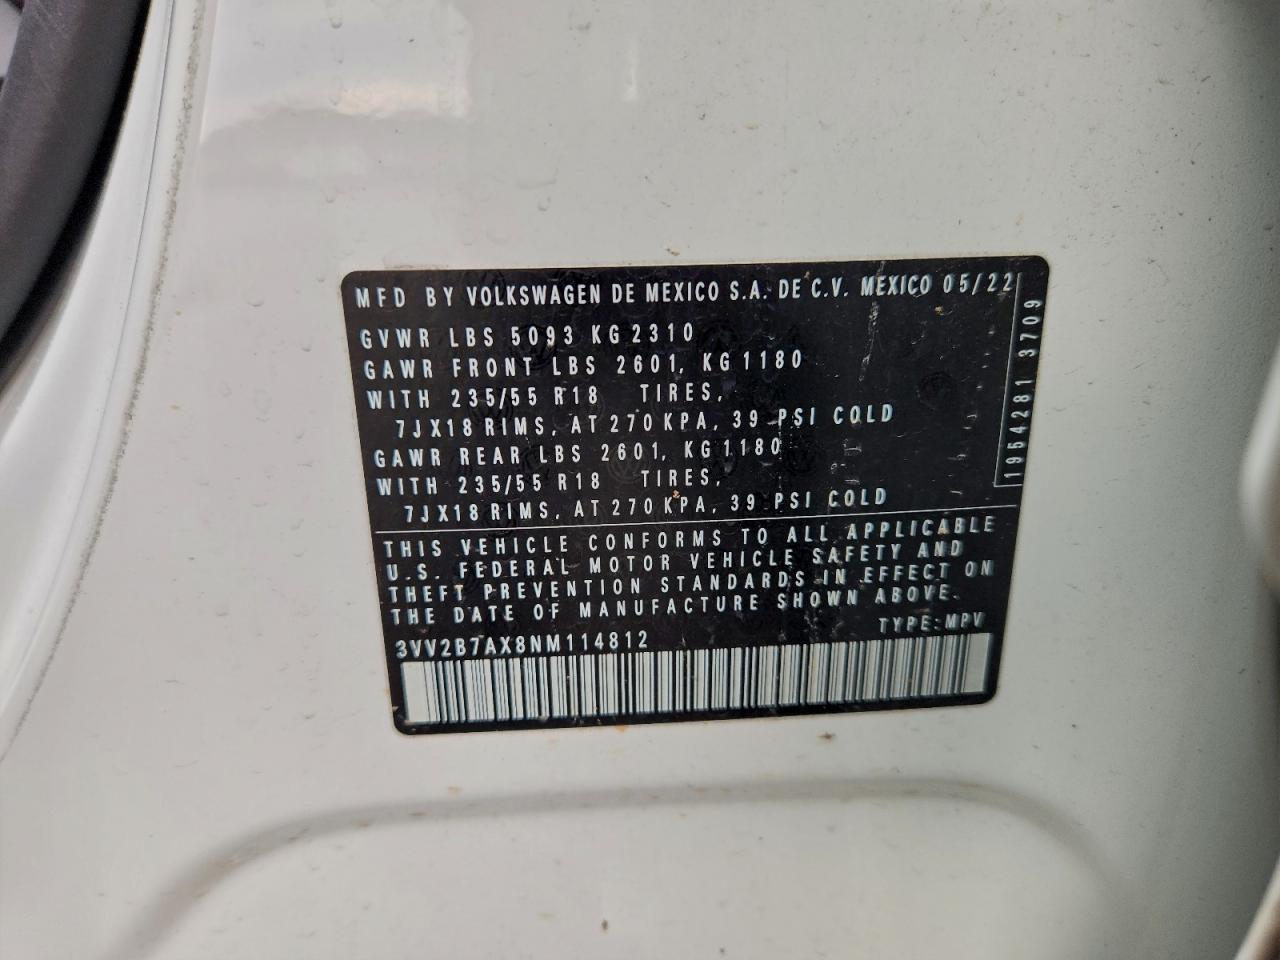 MFD BY VOLKSWAGEN DE MEXICO S.A. DE C.V. MEXICO 05/22
GVWR LBS 5093 KG 2310
GAWR FRONT LBS 2601, KG 1180
WITH 235/55 R18 TIRES,
7JX18 RIMS, AT 270 KPA, 39 PSI COLD
GAWR REAR LBS 2601, KG 1180
WITH 235/55 R18 TIRES,
7JX18 RIMS, AT 270 KPA, 39 PSI COLD
1954281 3709
THIS VEHICLE CONFORMS TO ALL APPLICABLE
U.S. FEDERAL MOTOR VEHICLE SAFETY AND
THEFT PREVENTION STANDARDS IN EFFECT ON
THE DATE OF MANUFACTURE SHOWN ABOVE.
3VV2B7AX8NM114812 TYPE:MPV